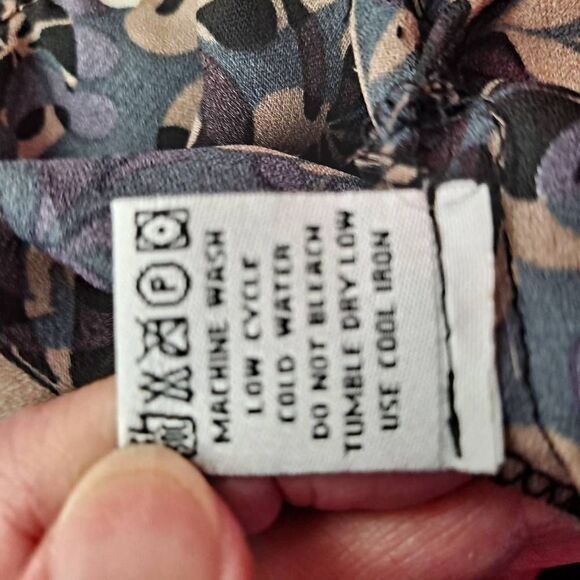 P
MACHINE WASH
LOW CYCLE
COLD WATER
DO NOT BLEACH
TUMBLE DRY LOW
USE COOL IRON